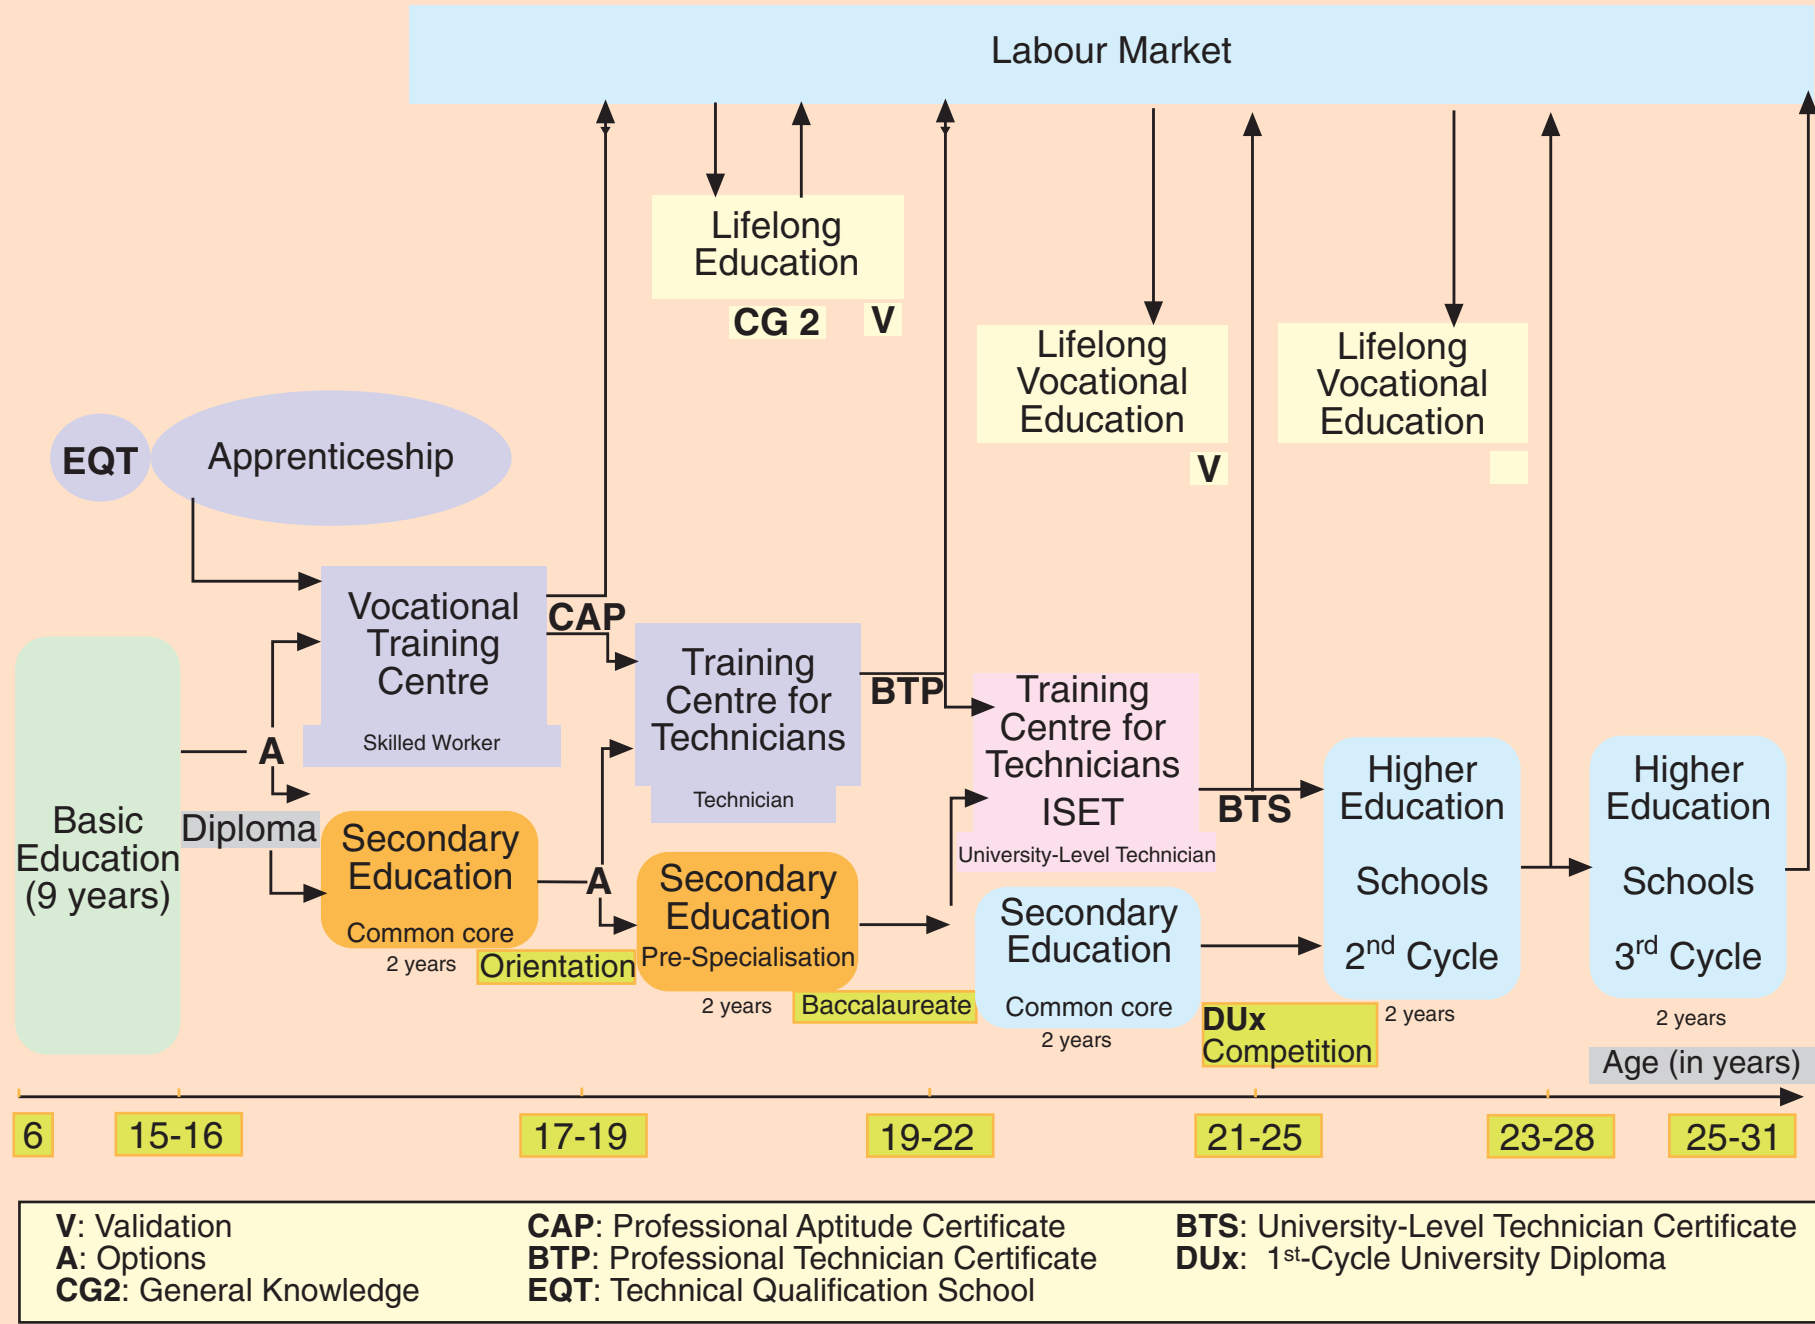 Labour Market
Lifelong
Education
CG 2
V
Lifelong
Vocational
Education
V
Lifelong
Vocational
Education
EQT
Apprenticeship
Vocational
Training
Centre
Skilled Worker
CAP
Training
Centre for
Technicians
Technician
BTP
Training
Centre for
Technicians
ISET
University-Level Technician
BTS
Higher
Education
Schools
2nd Cycle
2 years
Higher
Education
Schools
3rd Cycle
2 years
Basic
Education
(9 years)
A
Diploma
Secondary
Education
Common core
2 years
Orientation
A
Secondary
Education
Pre-Specialisation
2 years
Baccalaureate
Secondary
Education
Common core
2 years
DUx
Competition
Age (in years)
6
15-16
17-19
19-22
21-25
23-28
25-31
V: Validation
A: Options
CG2: General Knowledge
CAP: Professional Aptitude Certificate
BTP: Professional Technician Certificate
EQT: Technical Qualification School
BTS: University-Level Technician Certificate
DUx: 1st-Cycle University Diploma